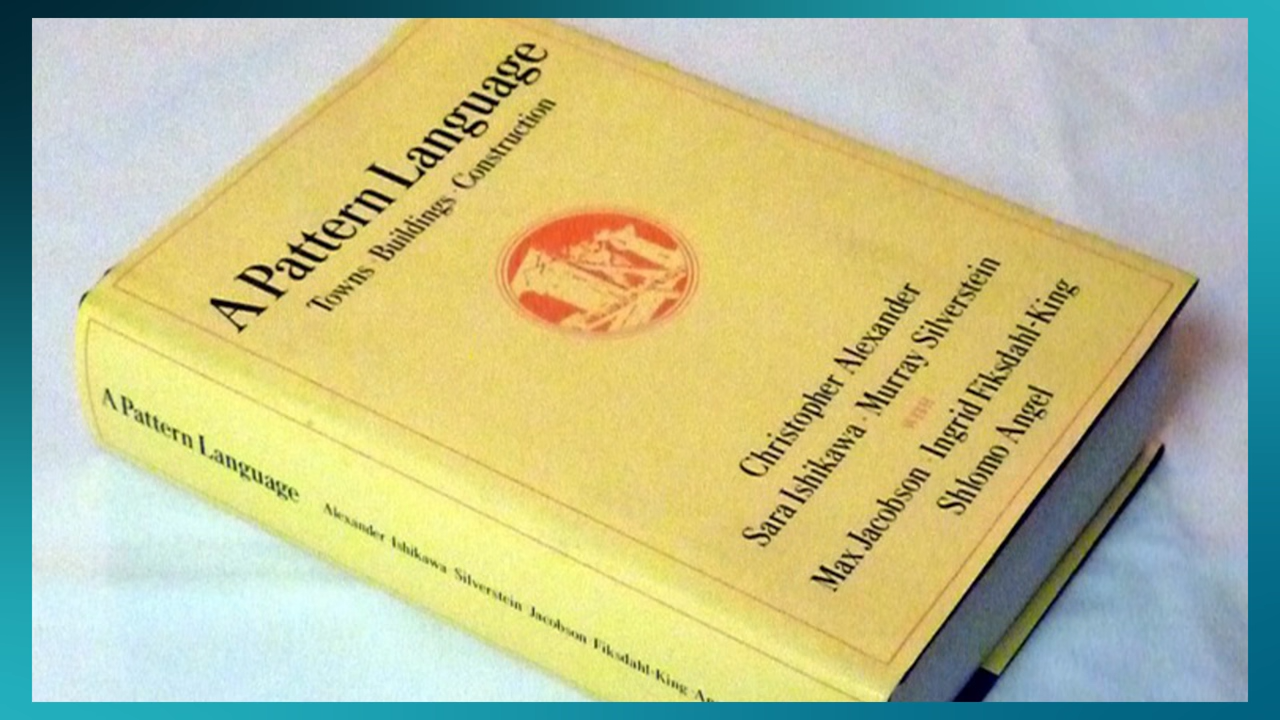 A Pattern Language
Towns · Buildings · Construction
Christopher Alexander
Sara Ishikawa · Murray Silverstein
WITH
Max Jacobson Ingrid Fiksdahl-King
Shlomo Angel
A Pattern Language Alexander Ishikawa Silverstein Jacobson Fiksdahl-King